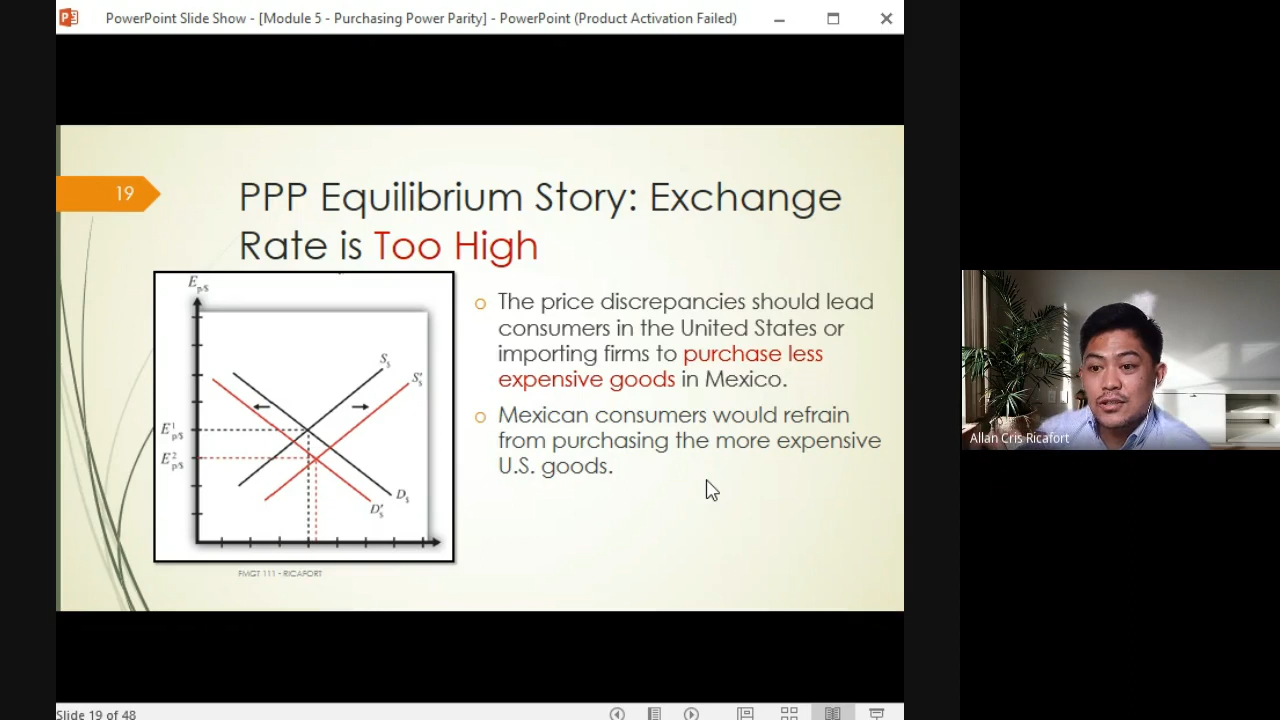 PowerPoint Slide Show - [Module 5 - Purchasing Power Parity] - PowerPoint (Product Activation Failed)
19
PPP Equilibrium Story: Exchange
Rate is Too High
E p/$
S$
S'$
E¹p/$
E²p/$
D$
D'$
The price discrepancies should lead
consumers in the United States or
importing firms to purchase less
expensive goods in Mexico.
Mexican consumers would refrain
from purchasing the more expensive
U.S. goods.
FMGT 111 - RICAFORT
Allan Cris Ricafort
Slide 19 of 48